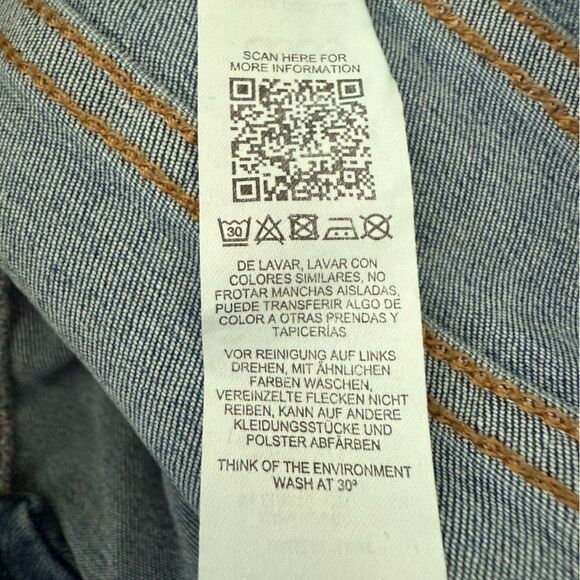 SCAN HERE FOR
MORE INFORMATION
30
DE LAVAR, LAVAR CON
COLORES SIMILARES, NO
FROTAR MANCHAS AISLADAS,
PUEDE TRANSFERIR ALGO DE
COLOR A OTRAS PRENDAS Y
TAPICERÍAS
VOR REINIGUNG AUF LINKS
DREHEN, MIT ÄHNLICHEN
FARBEN WASCHEN,
VEREINZELTE FLECKEN NICHT
REIBEN, KANN AUF ANDERE
KLEIDUNGSSTÜCKE UND
POLSTER ABFÄRBEN
THINK OF THE ENVIRONMENT
WASH AT 30º